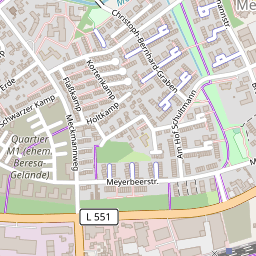 Me
Christoph-Bernhard-Graben
Kortenkamp
Erde
Flaßkamp
Holtkamp
Schwarzer Kamp
Meckmannweg
Am Hof Schultmann
Quartier
M1 (ehem.
Beresa-
Gelände)
Meyerbeerstr.
M
L 551